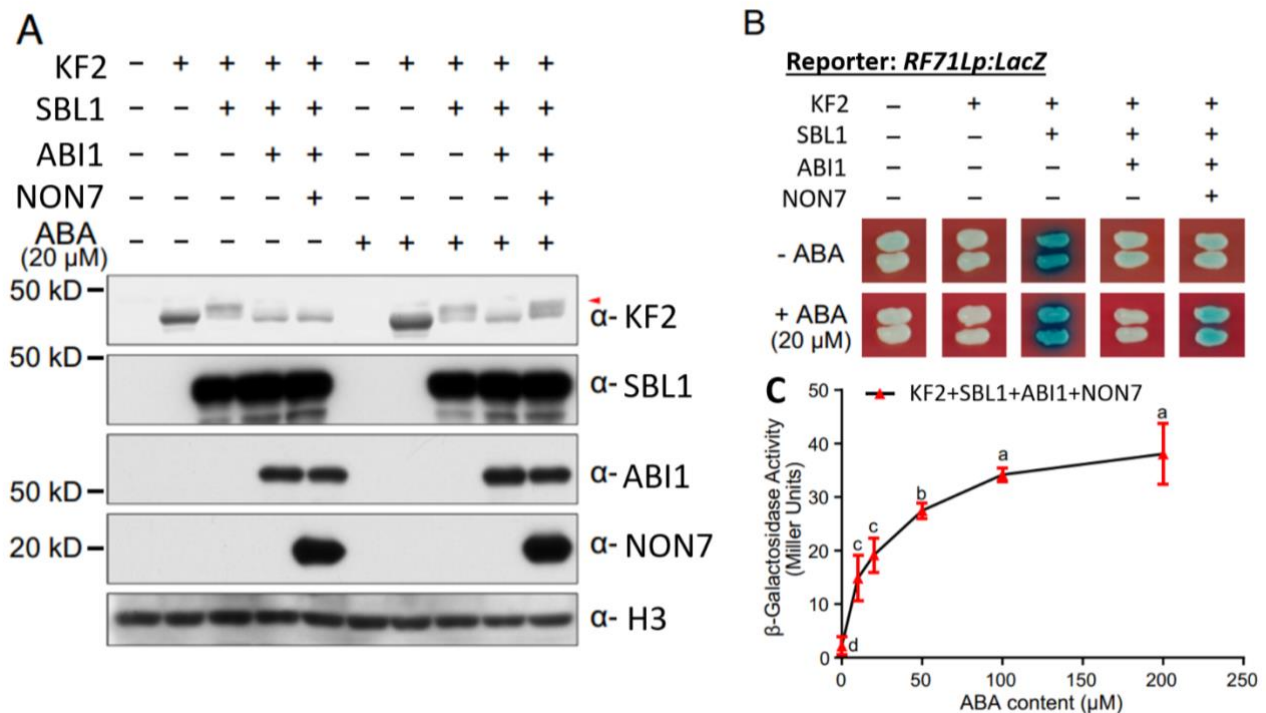 A
KF2 – + + + + – + + + +
SBL1 – – + + + – – + + +
ABI1 – – – + + – – – + +
NON7 – – – – + – – – – +
ABA
(20 µM) – – – – – + + + + +
50 kD
α- KF2
50 kD
α- SBL1
50 kD
α- ABI1
20 kD
α- NON7
α- H3
B
Reporter: RF71Lp:LacZ
KF2 – + + + +
SBL1 – – + + +
ABI1 – – – + +
NON7 – – – – +
- ABA
+ ABA
(20 µM)
C
KF2+SBL1+ABI1+NON7
β-Galactosidase Activity
(Miller Units)
50
40
30
20
10
0
d
c
c
b
a
a
0 50 100 150 200 250
ABA content (µM)